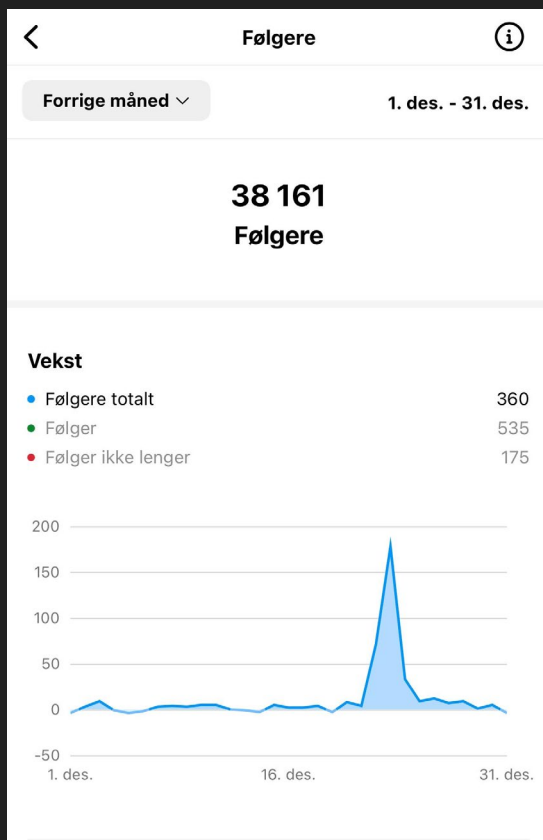 Følgere
Forrige måned
1. des. - 31. des.
38 161
Følgere
Vekst
Følgere totalt 360
Følger 535
Følger ikke lenger 175
200
150
100
50
0
-50
1. des. 16. des. 31. des.